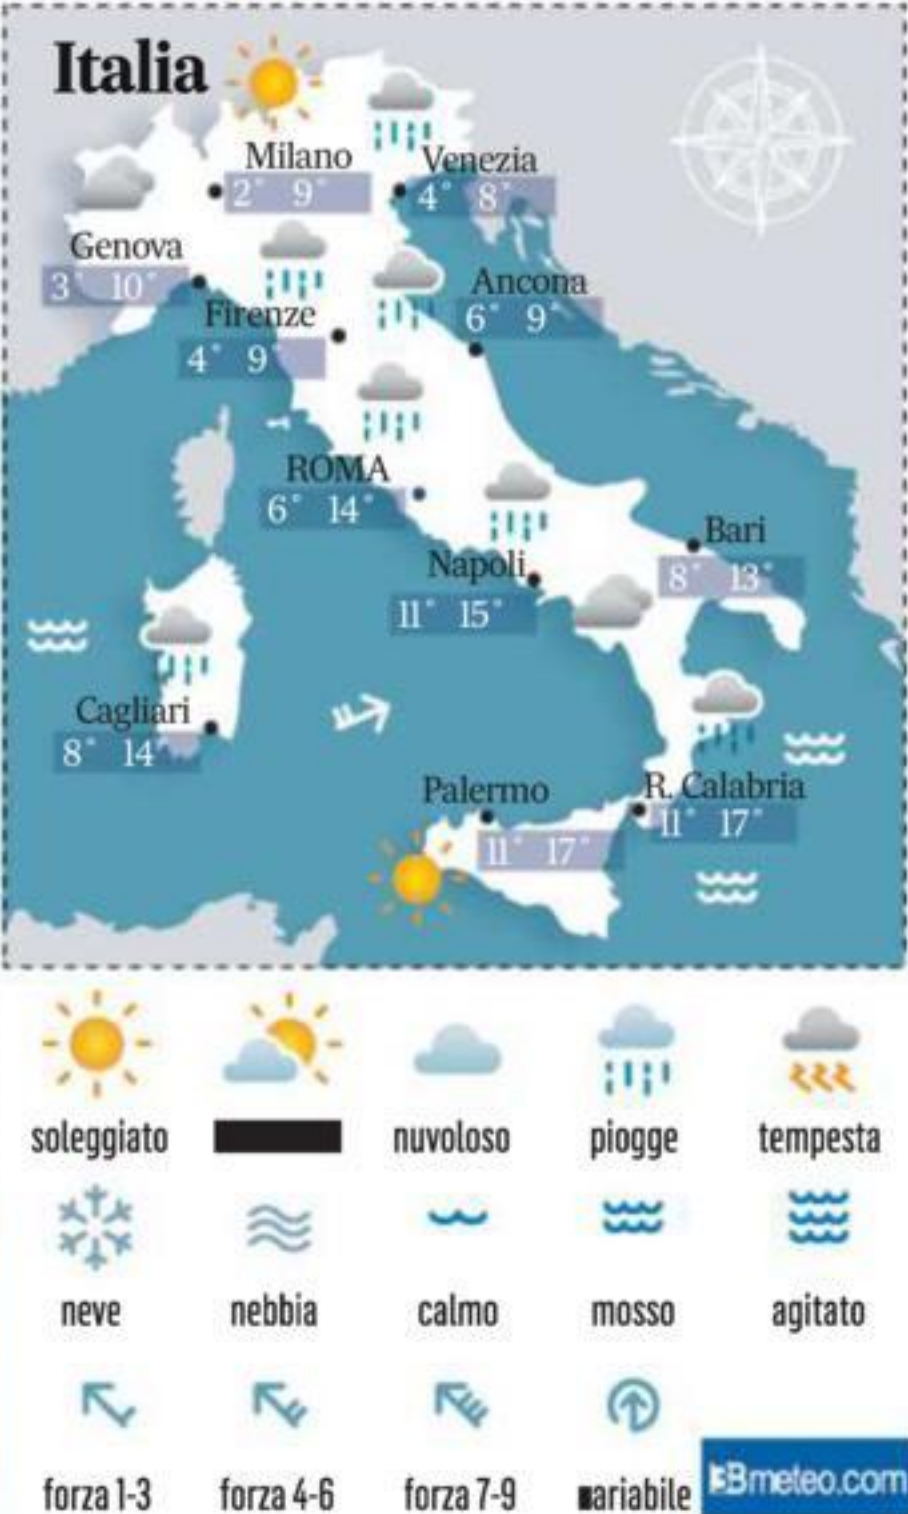 Italia
Milano
2° 9°
Venezia
4° 8°
Genova
3° 10°
Ancona
6° 9°
Firenze
4° 9°
ROMA
6° 14°
Bari
8° 13°
Napoli
11° 15°
Cagliari
8° 14°
Palermo
11° 17°
R. Calabria
11° 17°
soleggiato
nuvoloso
piogge
tempesta
neve
nebbia
calmo
mosso
agitato
forza 1-3
forza 4-6
forza 7-9
ariabile
3Bmeteo.com